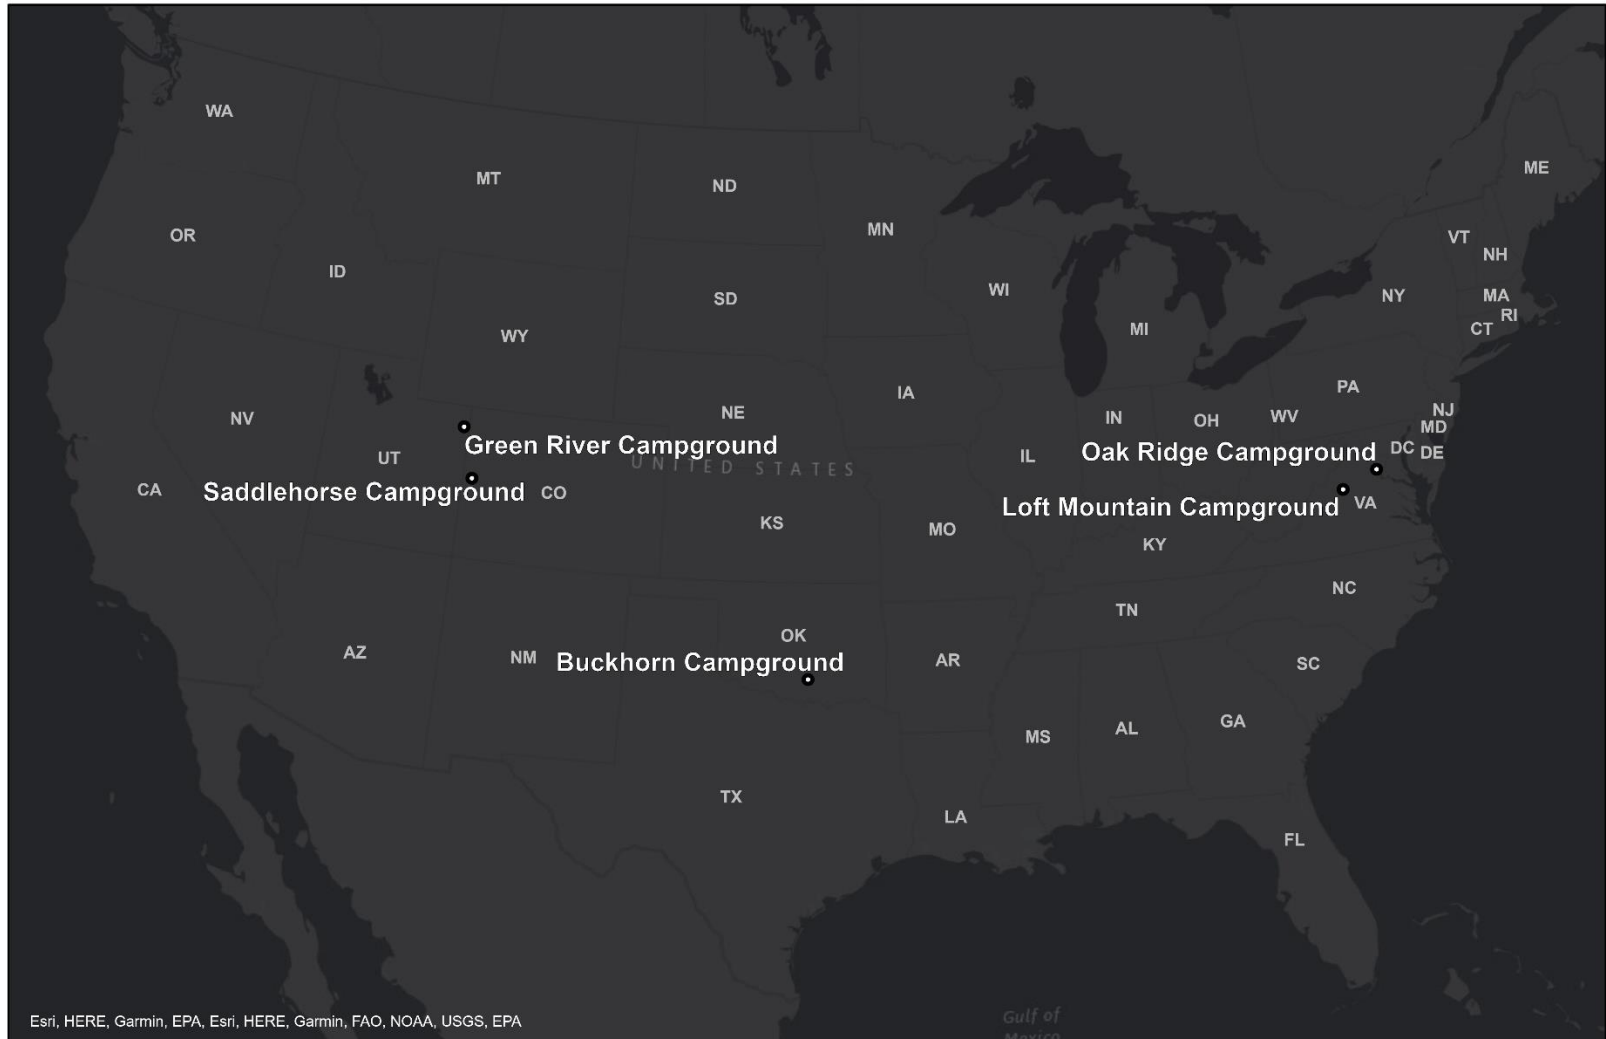 WA
ME
MT
ND
MN
OR
VT
NH
ID
WI
SD
NY
MA
RI
MI
CT
WY
PA
IA
NE
NJ
NV
IN
OH
WV
MD
Green River Campground
Oak Ridge Campground
DC
DE
UT
IL
UNITED STATES
CA
Saddlehorse Campground
CO
Loft Mountain Campground
VA
KS
MO
KY
NC
TN
OK
AZ
NM
Buckhorn Campground
AR
SC
GA
MS
AL
TX
LA
FL
Gulf of
Mexico
Esri, HERE, Garmin, EPA, Esri, HERE, Garmin, FAO, NOAA, USGS, EPA